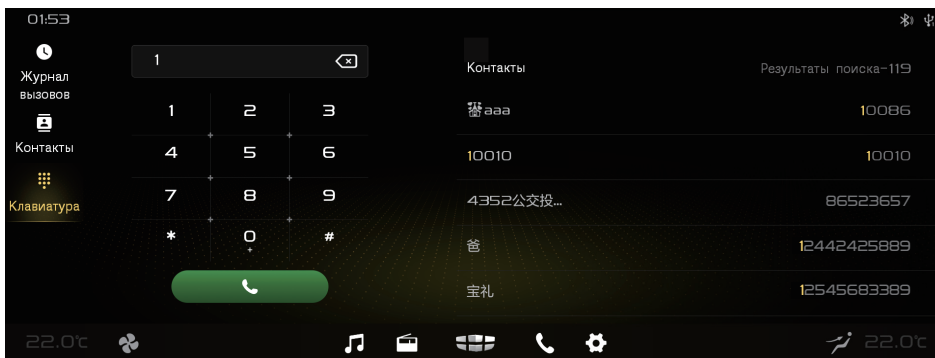 01:53
Журнал
вызовов
Контакты
Клавиатура
1
1 2 3
4 5 6
7 8 9
* 0 #
+
Контакты Результаты поиска-119
aaa 10086
10010 10010
4352公交投... 86523657
爸 12442425889
宝礼 12545683389
22.0℃ 22.0℃